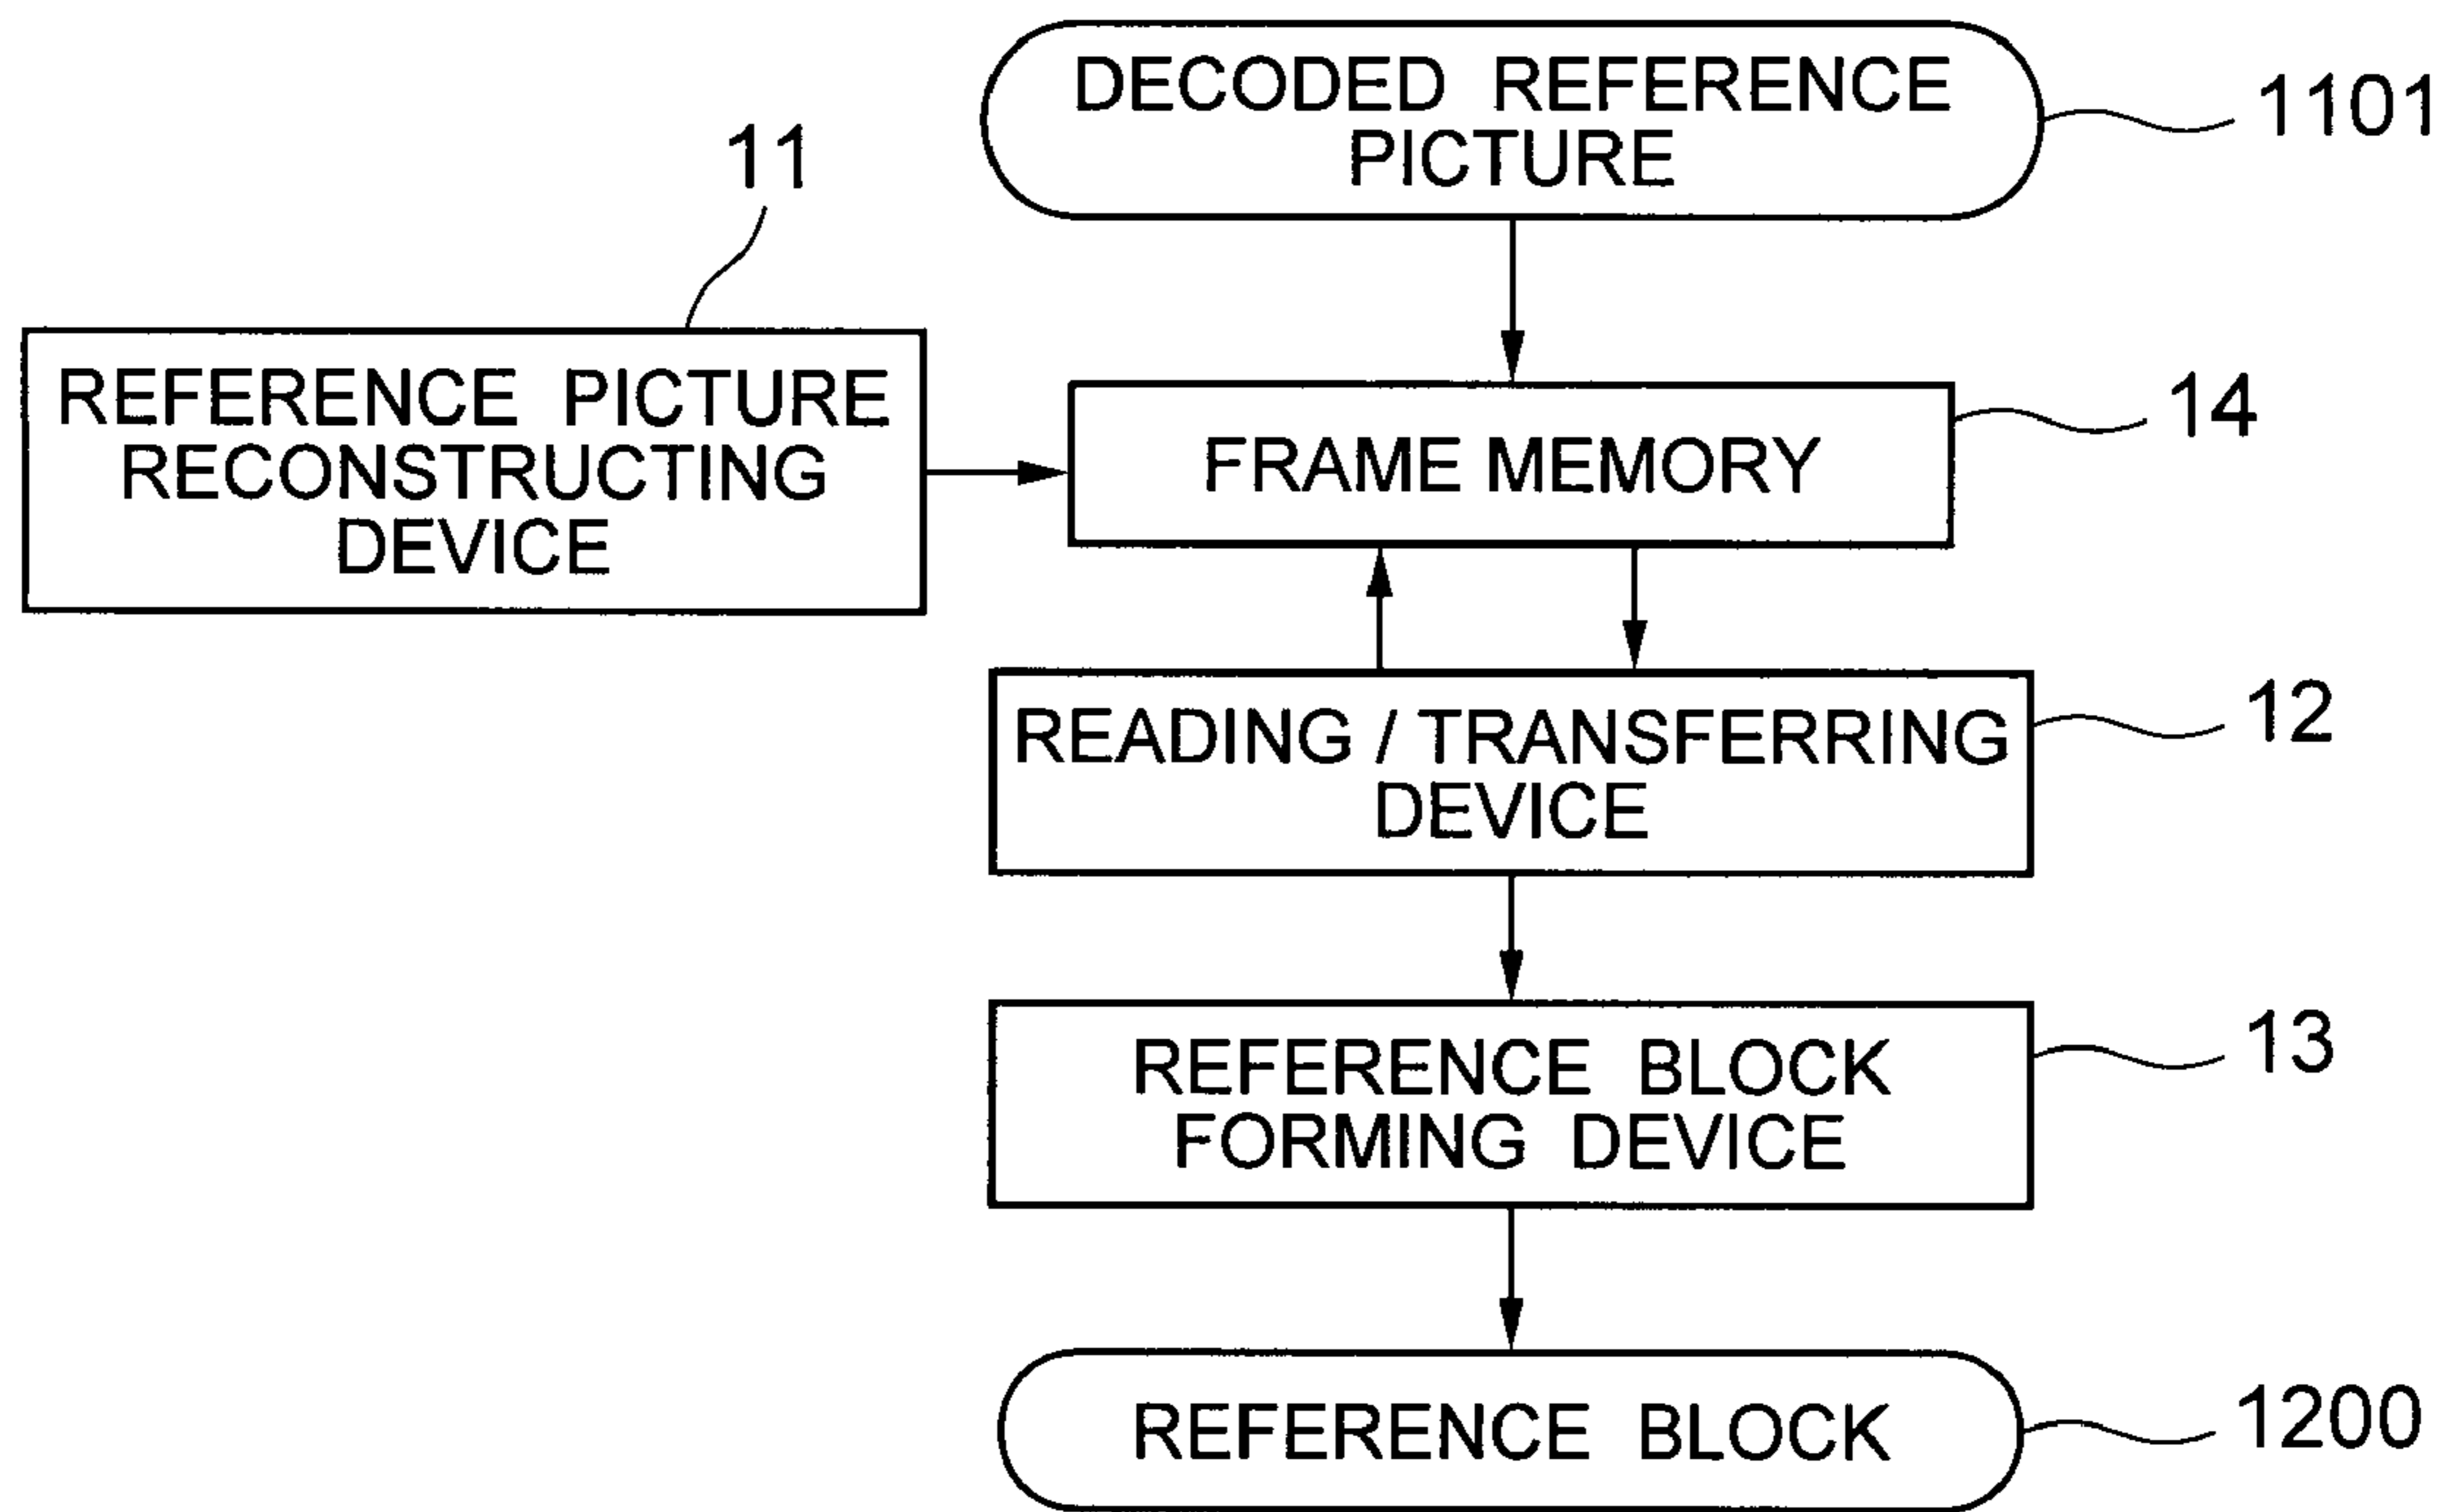 DECODED REFERENCE
PICTURE
1101
11
REFERENCE PICTURE
RECONSTRUCTING
DEVICE
FRAME MEMORY
14
READING / TRANSFERRING
DEVICE
12
REFERENCE BLOCK
FORMING DEVICE
13
REFERENCE BLOCK
1200